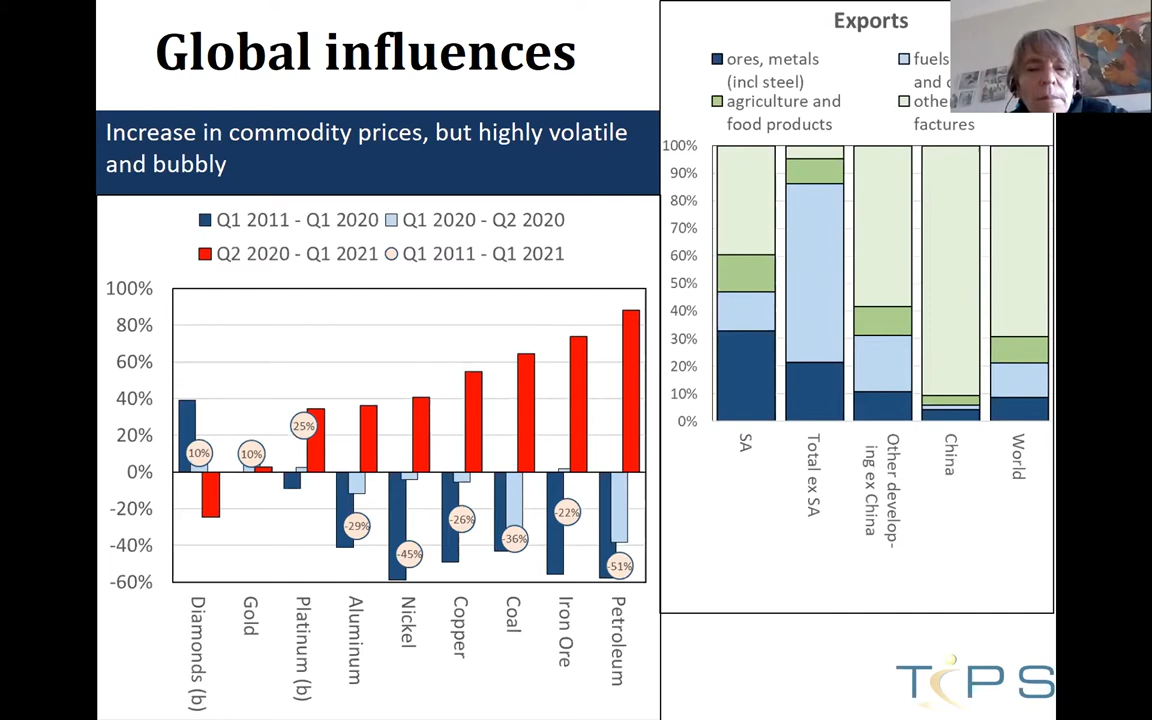 Global influences
Increase in commodity prices, but highly volatile
and bubbly
Q1 2011 - Q1 2020 Q1 2020 - Q2 2020
Q2 2020 - Q1 2021 Q1 2011 - Q1 2021
100%
80%
60%
40%
20%
0%
-20%
-40%
-60%
10%
10%
25%
-29%
-45%
-26%
-36%
-22%
-51%
Diamonds (b)
Gold
Platinum (b)
Aluminum
Nickel
Copper
Coal
Iron Ore
Petroleum
Exports
ores, metals
(incl steel)
fuels
and
agriculture and
food products
factures
100%
90%
80%
70%
60%
50%
40%
30%
20%
10%
0%
SA
Total ex SA
Other develop-
ing ex China
China
World
TiPS